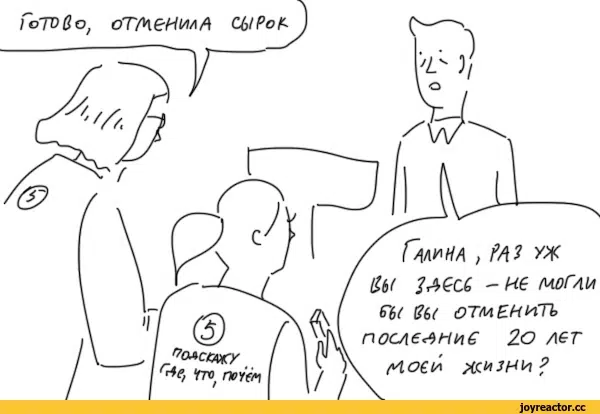 ГОТОВО, ОТМЕНИЛА СЫРОК
ГАЛИНА, РАЗ УЖ
ВЫ ЗДЕСЬ – НЕ МОГЛИ
БЫ ВЫ ОТМЕНИТЬ
ПОСЛЕДНИЕ 20 ЛЕТ
МОЕЙ ЖИЗНИ?
5
5
ПОДСКАЖУ
ГДЕ, ЧТО, ПОЧЁМ
joyreactor.cc